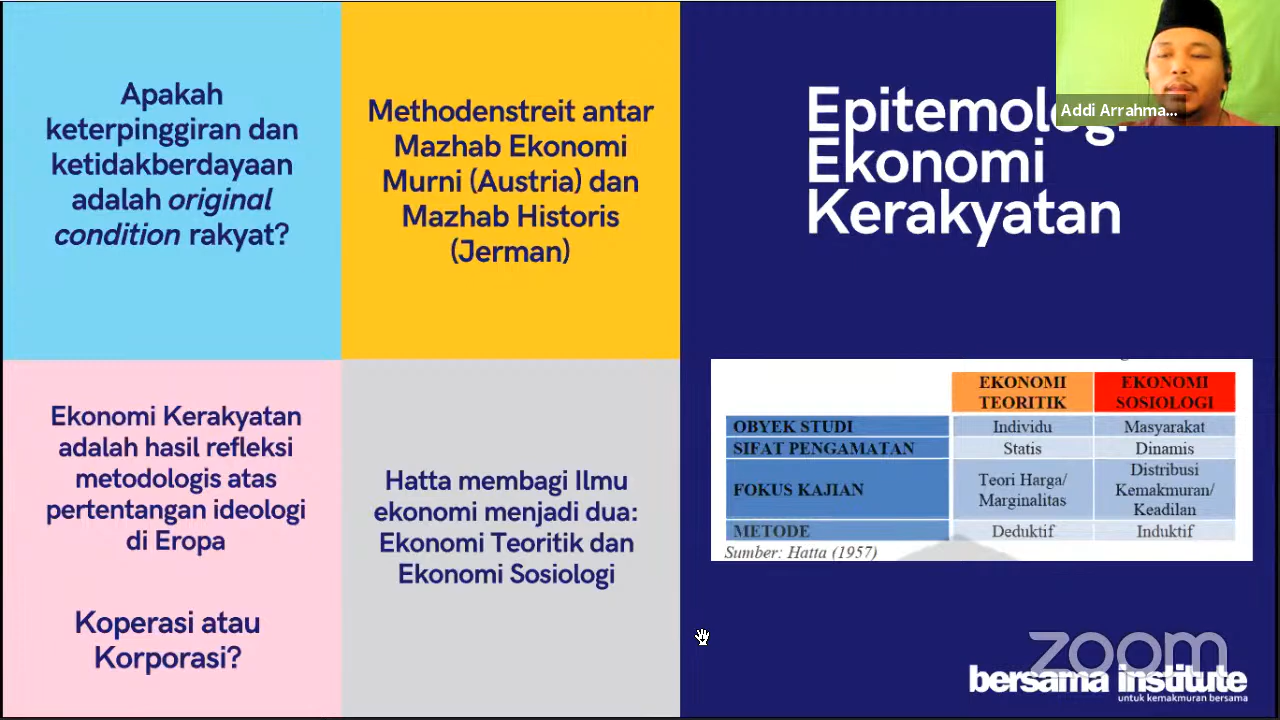 Apakah
keterpinggiran dan
ketidakberdayaan
adalah original
condition rakyat?
Methodenstreit antar
Mazhab Ekonomi
Murni (Austria) dan
Mazhab Historis
(Jerman)
Epitemologi
Ekonomi
Kerakyatan
Addi Arrahma...
Ekonomi Kerakyatan
adalah hasil refleksi
metodologis atas
pertentangan ideologi
di Eropa
Koperasi atau
Korporasi?
Hatta membagi Ilmu
ekonomi menjadi dua:
Ekonomi Teoritik dan
Ekonomi Sosiologi
EKONOMI TEORITIK
EKONOMI SOSIOLOGI
OBYEK STUDI Individu Masyarakat
SIFAT PENGAMATAN Statis Dinamis
FOKUS KAJIAN Teori Harga/ Marginalitas Distribusi Kemakmuran/ Keadilan
METODE Deduktif Induktif
Sumber: Hatta (1957)
zoom
bersama institute
untuk kemakmuran bersama